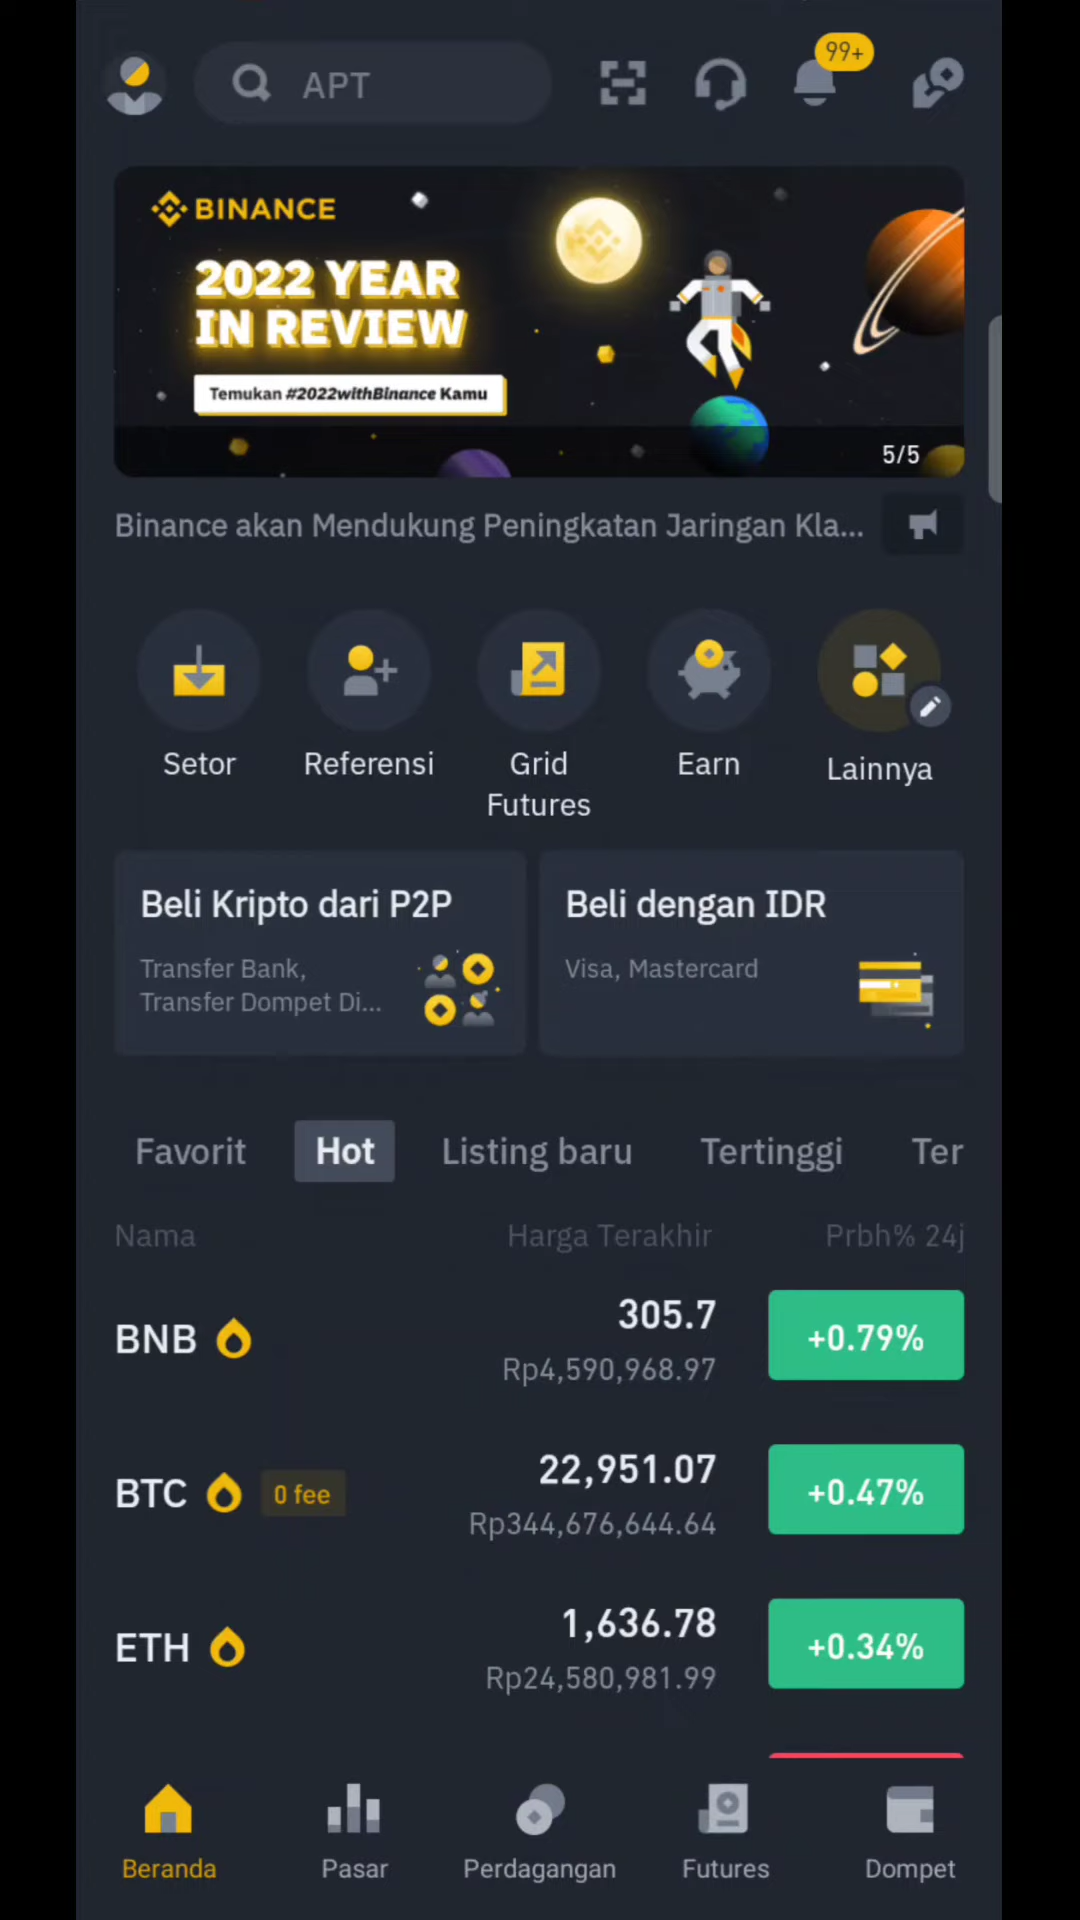 APT
99+
BINANCE
2022 YEAR
IN REVIEW
Temukan #2022withBinance Kamu
5/5
Binance akan Mendukung Peningkatan Jaringan Kla...
Setor
Referensi
Grid
Futures
Earn
Lainnya
Beli Kripto dari P2P
Transfer Bank,
Transfer Dompet Di...
Beli dengan IDR
Visa, Mastercard
Favorit
Hot
Listing baru
Tertinggi
Ter
Nama
Harga Terakhir
Prbh% 24j
BNB
305.7
Rp4,590,968.97
+0.79%
BTC
0 fee
22,951.07
Rp344,676,644.64
+0.47%
ETH
1,636.78
Rp24,580,981.99
+0.34%
Beranda
Pasar
Perdagangan
Futures
Dompet